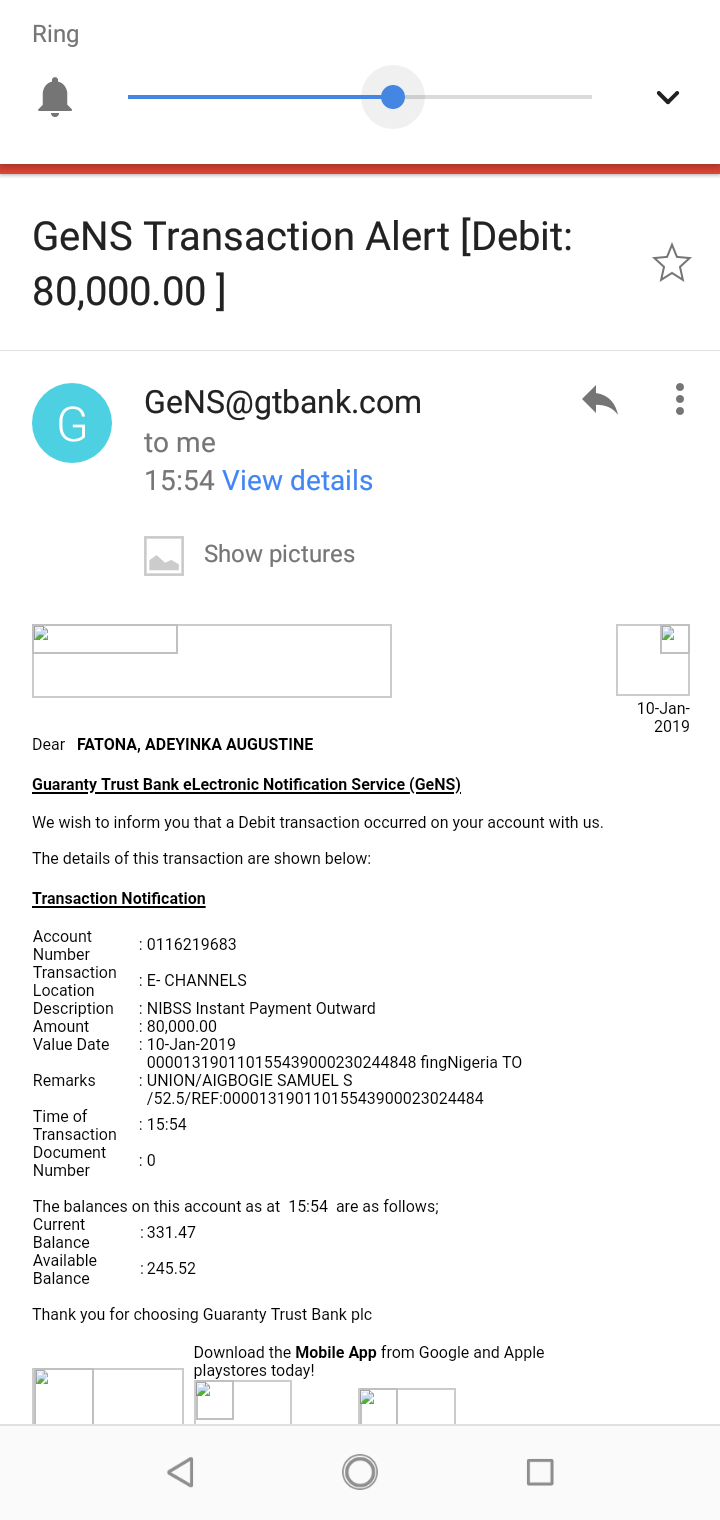 Ring
GeNS Transaction Alert [Debit:
80,000.00 ]
G
GeNS@gtbank.com
to me
15:54 View details
Show pictures
10-Jan-
2019
Dear FATONA, ADEYINKA AUGUSTINE
Guaranty Trust Bank eLectronic Notification Service (GeNS)
We wish to inform you that a Debit transaction occurred on your account with us.
The details of this transaction are shown below:
Transaction Notification
Account
Number : 0116219683
Transaction
Location : E- CHANNELS
Description : NIBSS Instant Payment Outward
Amount : 80,000.00
Value Date : 10-Jan-2019
000013190110155439000230244848 fingNigeria TO
Remarks : UNION/AIGBOGIE SAMUEL S
/52.5/REF:00001319011015543900023024484
Time of
Transaction : 15:54
Document
Number : 0
The balances on this account as at 15:54 are as follows;
Current
Balance : 331.47
Available
Balance : 245.52
Thank you for choosing Guaranty Trust Bank plc
Download the Mobile App from Google and Apple
playstores today!